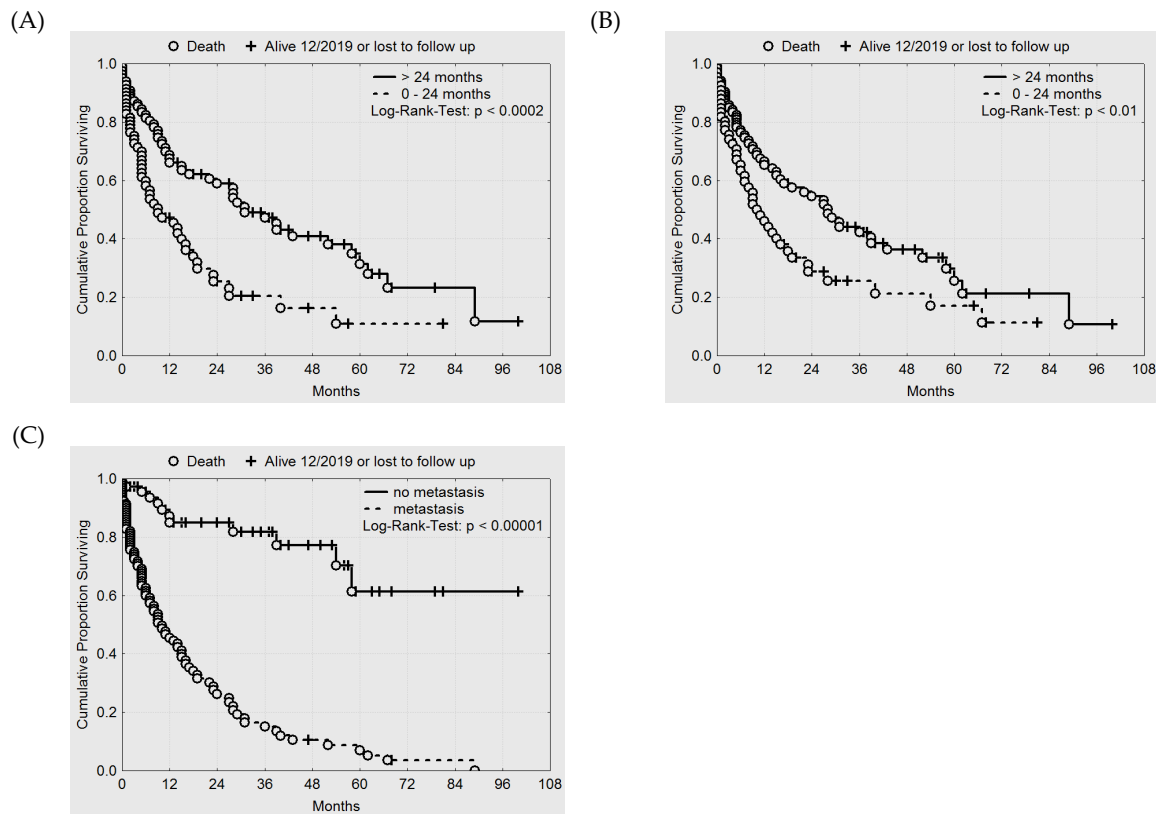 (A)
Death Alive 12/2019 or lost to follow up
> 24 months
0 - 24 months
Log-Rank-Test: p < 0.0002
Cumulative Proportion Surviving
1.0
0.8
0.6
0.4
0.2
0.0
0 12 24 36 48 60 72 84 96 108
Months
(B)
Death Alive 12/2019 or lost to follow up
> 24 months
0 - 24 months
Log-Rank-Test: p < 0.01
Cumulative Proportion Surviving
1.0
0.8
0.6
0.4
0.2
0.0
0 12 24 36 48 60 72 84 96 108
Months
(C)
Death Alive 12/2019 or lost to follow up
no metastasis
metastasis
Log-Rank-Test: p < 0.00001
Cumulative Proportion Surviving
1.0
0.8
0.6
0.4
0.2
0.0
0 12 24 36 48 60 72 84 96 108
Months